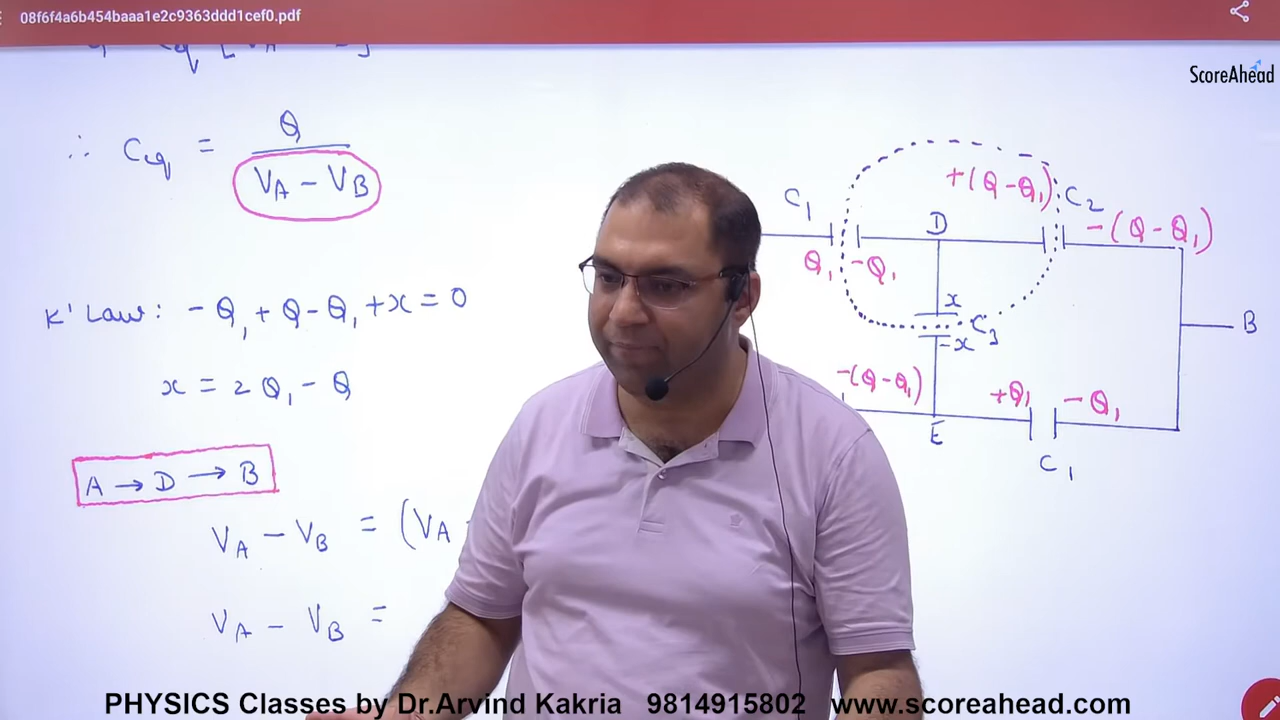 08f6f4a6b454baaa1e2c9363ddd1cef0.pdf
ScoreAhead
∴ Ceq = Q / (VA – VB)
K' Law: – Q₁ + Q – Q₁ + x = 0
x = 2Q₁ – Q
A → D → B
VA – VB = (VA
VA – VB =
C₁
D
+(Q – Q₁)
C₂
–(Q – Q₁)
Q₁
–Q₁
x
C₃
–x
B
–(Q – Q₁)
E
+Q₁
–Q₁
C₁
PHYSICS Classes by Dr.Arvind Kakria 9814915802 www.scoreahead.com